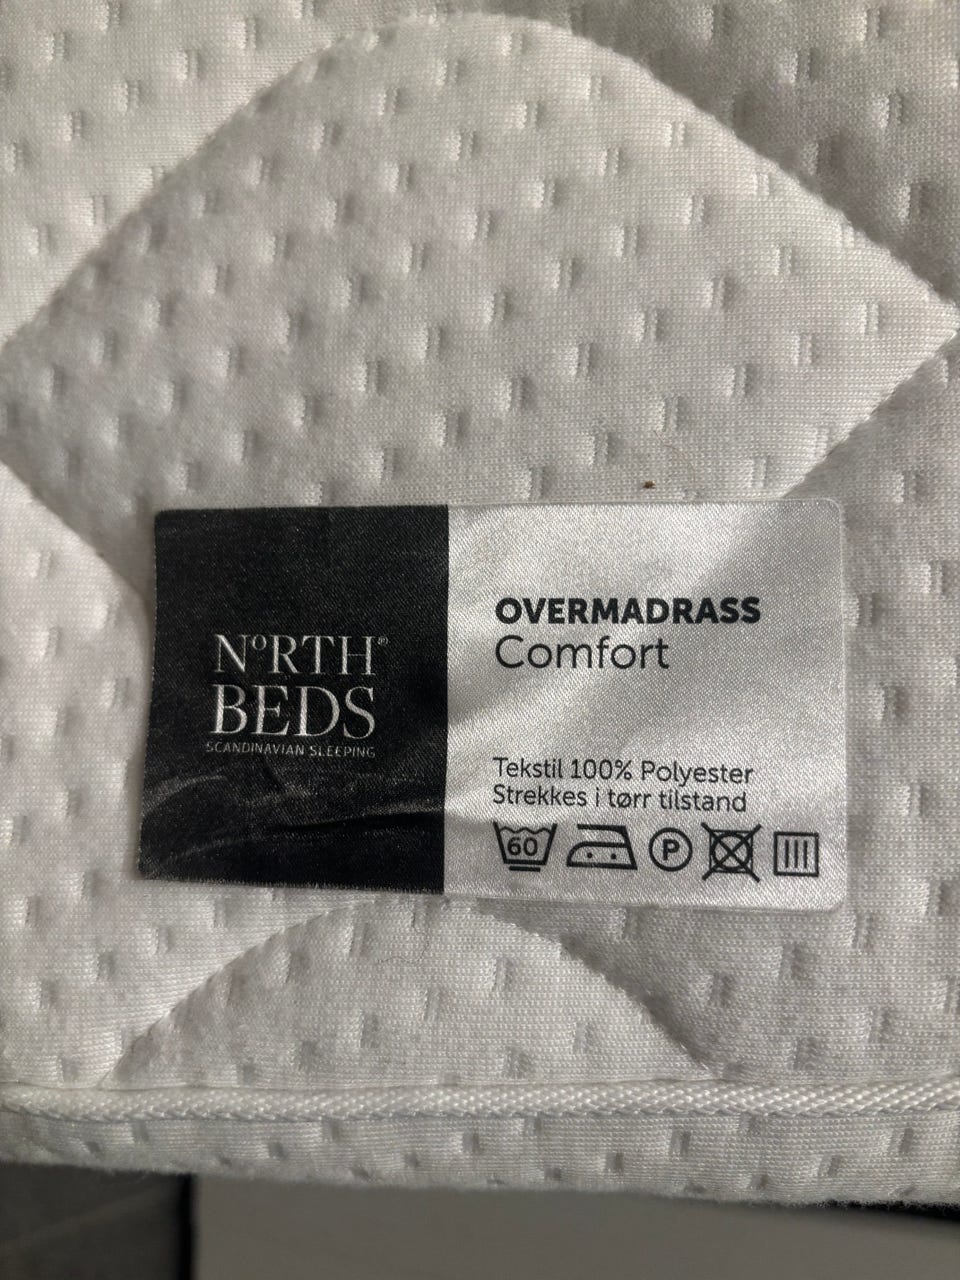 NoRTH®
BEDS
SCANDINAVIAN SLEEPING
OVERMADRASS
Comfort
Tekstil 100% Polyester
Strekkes i tørr tilstand
60
P